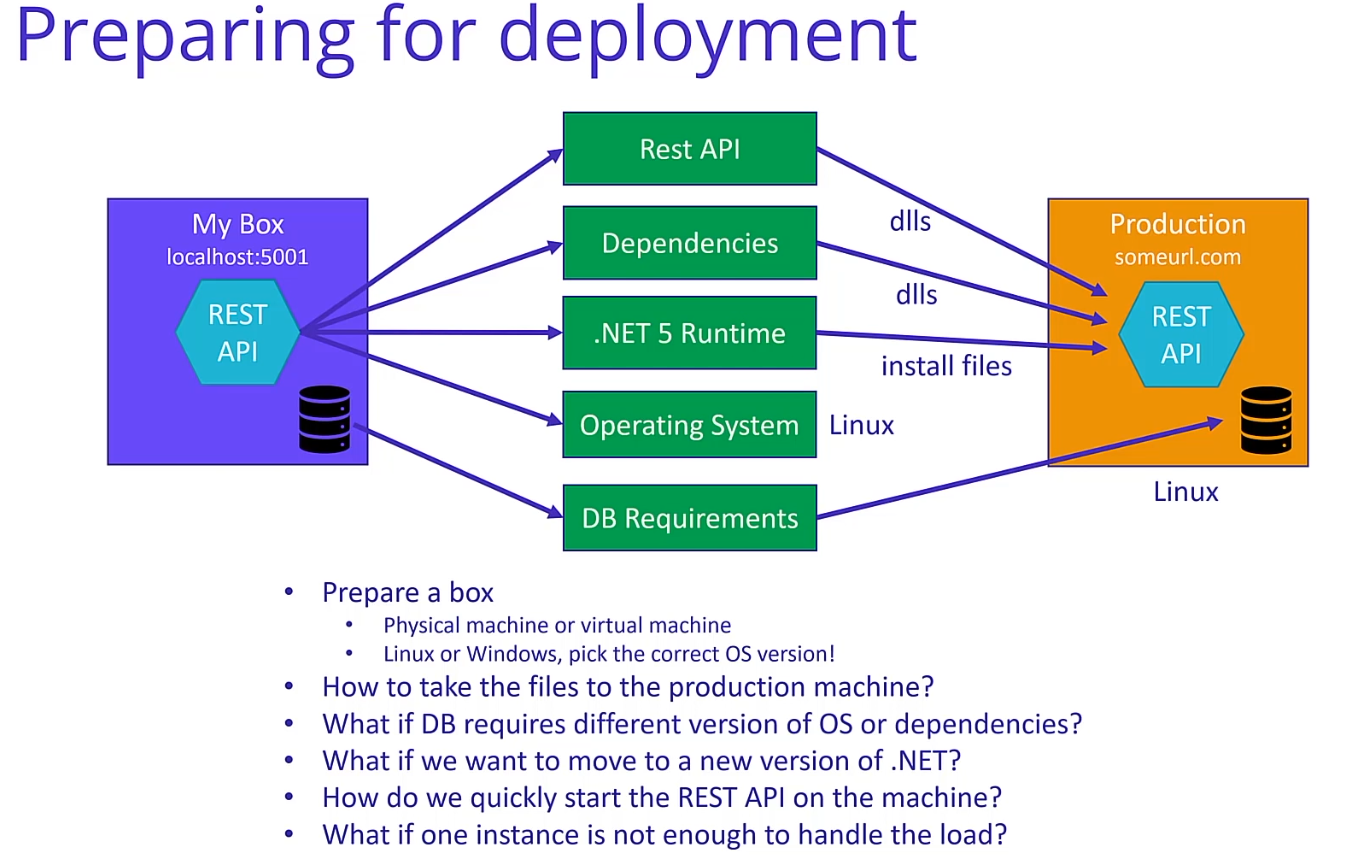 Preparing for deployment
Rest API
My Box
localhost:5001
REST
API
Dependencies
.NET 5 Runtime
Operating System
Linux
DB Requirements
dlls
dlls
install files
Production
someurl.com
REST
API
Linux
• Prepare a box
• Physical machine or virtual machine
• Linux or Windows, pick the correct OS version!
• How to take the files to the production machine?
• What if DB requires different version of OS or dependencies?
• What if we want to move to a new version of .NET?
• How do we quickly start the REST API on the machine?
• What if one instance is not enough to handle the load?